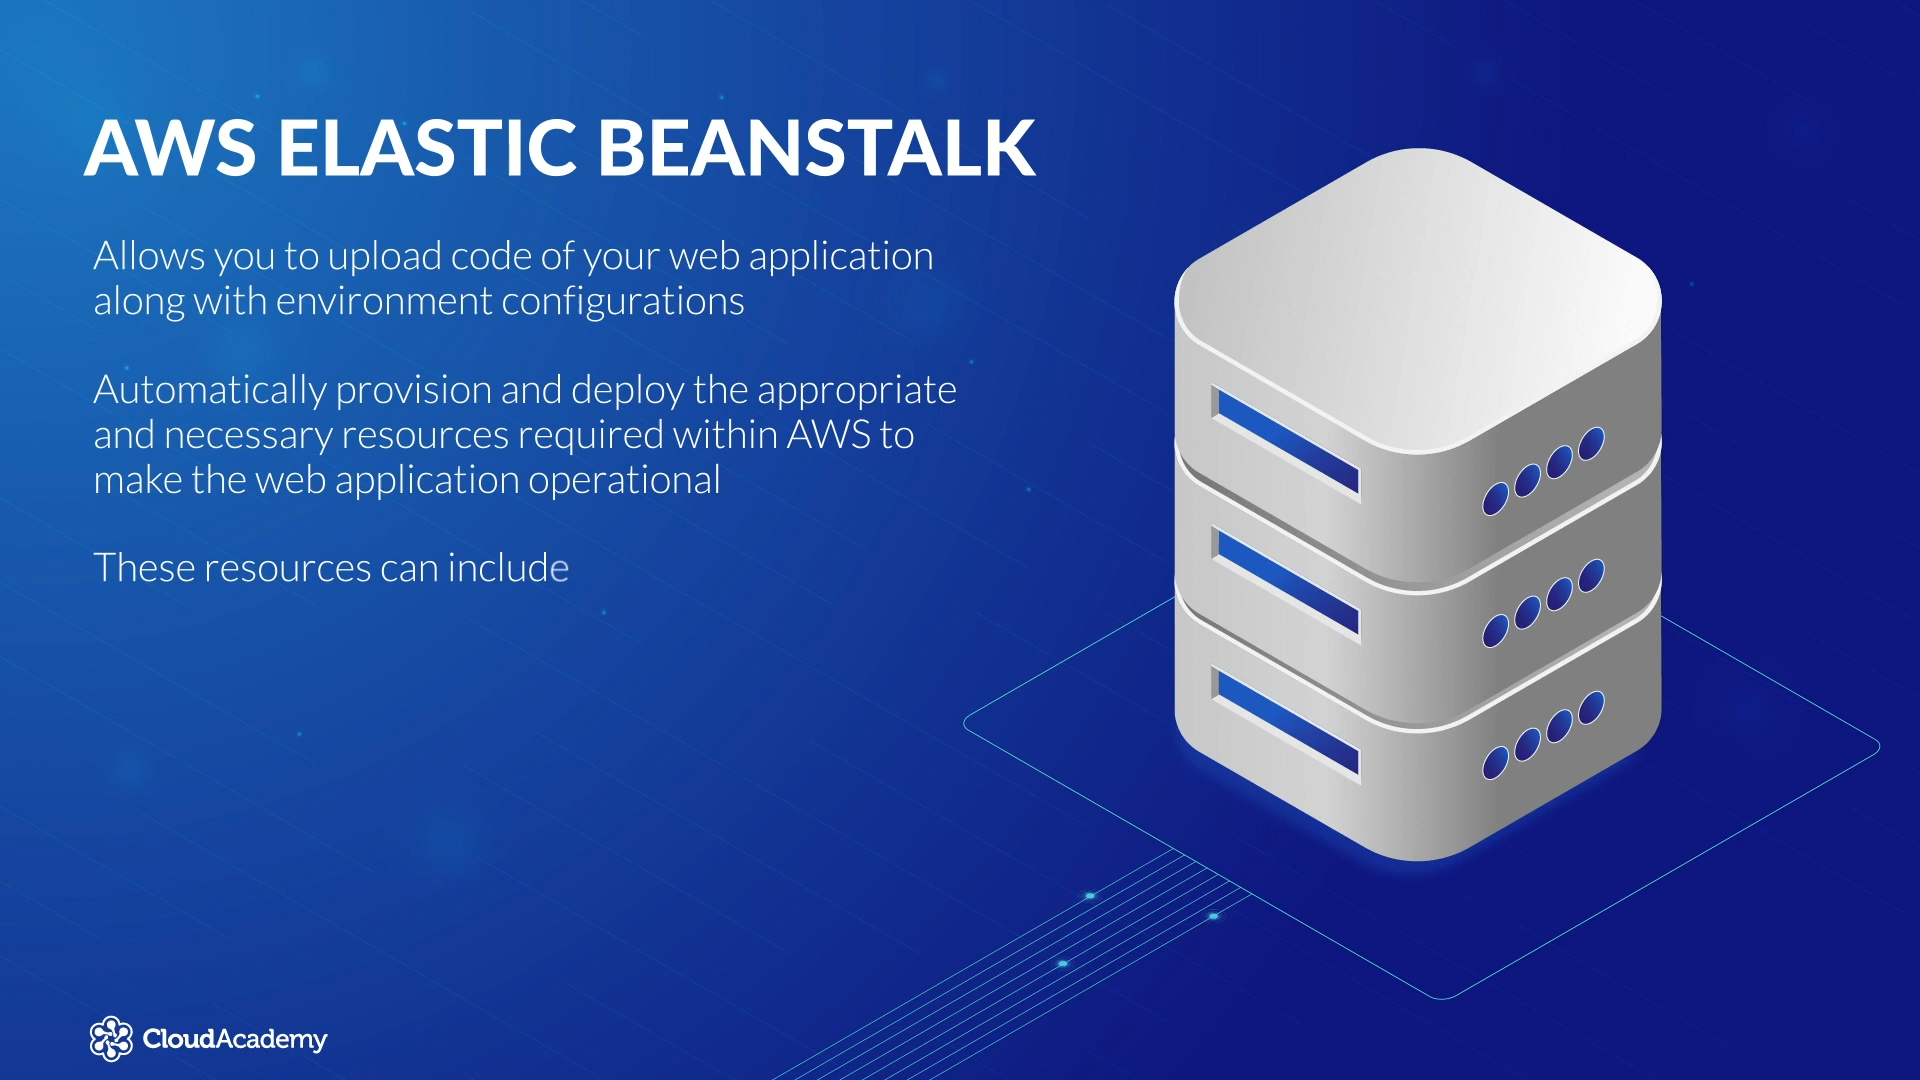 AWS ELASTIC BEANSTALK
Allows you to upload code of your web application
along with environment configurations
Automatically provision and deploy the appropriate
and necessary resources required within AWS to
make the web application operational
These resources can include
CloudAcademy